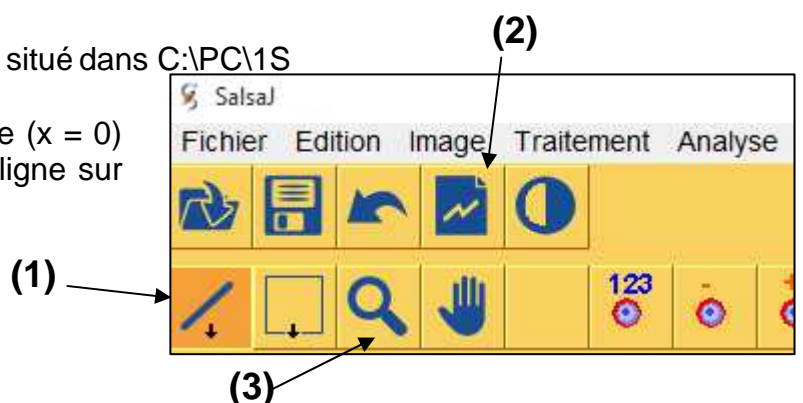 (2)
situé dans C:\PC\1S
SalsaJ
e (x = 0)
Fichier Edition Image Traitement Analyse
ligne sur
(1)
123
-
+
(3)